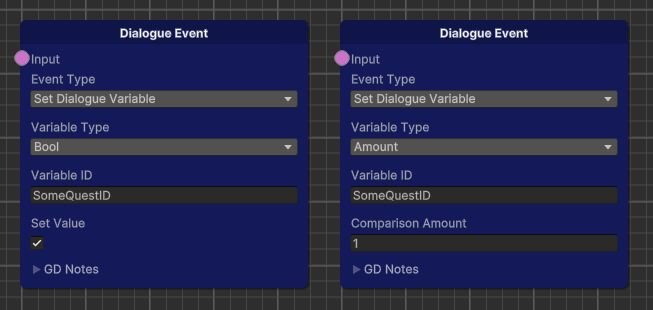 Dialogue Event
Input
Event Type
Set Dialogue Variable
Variable Type
Bool
Variable ID
SomeQuestID
Set Value
GD Notes
Dialogue Event
Input
Event Type
Set Dialogue Variable
Variable Type
Amount
Variable ID
SomeQuestID
Comparison Amount
1
GD Notes